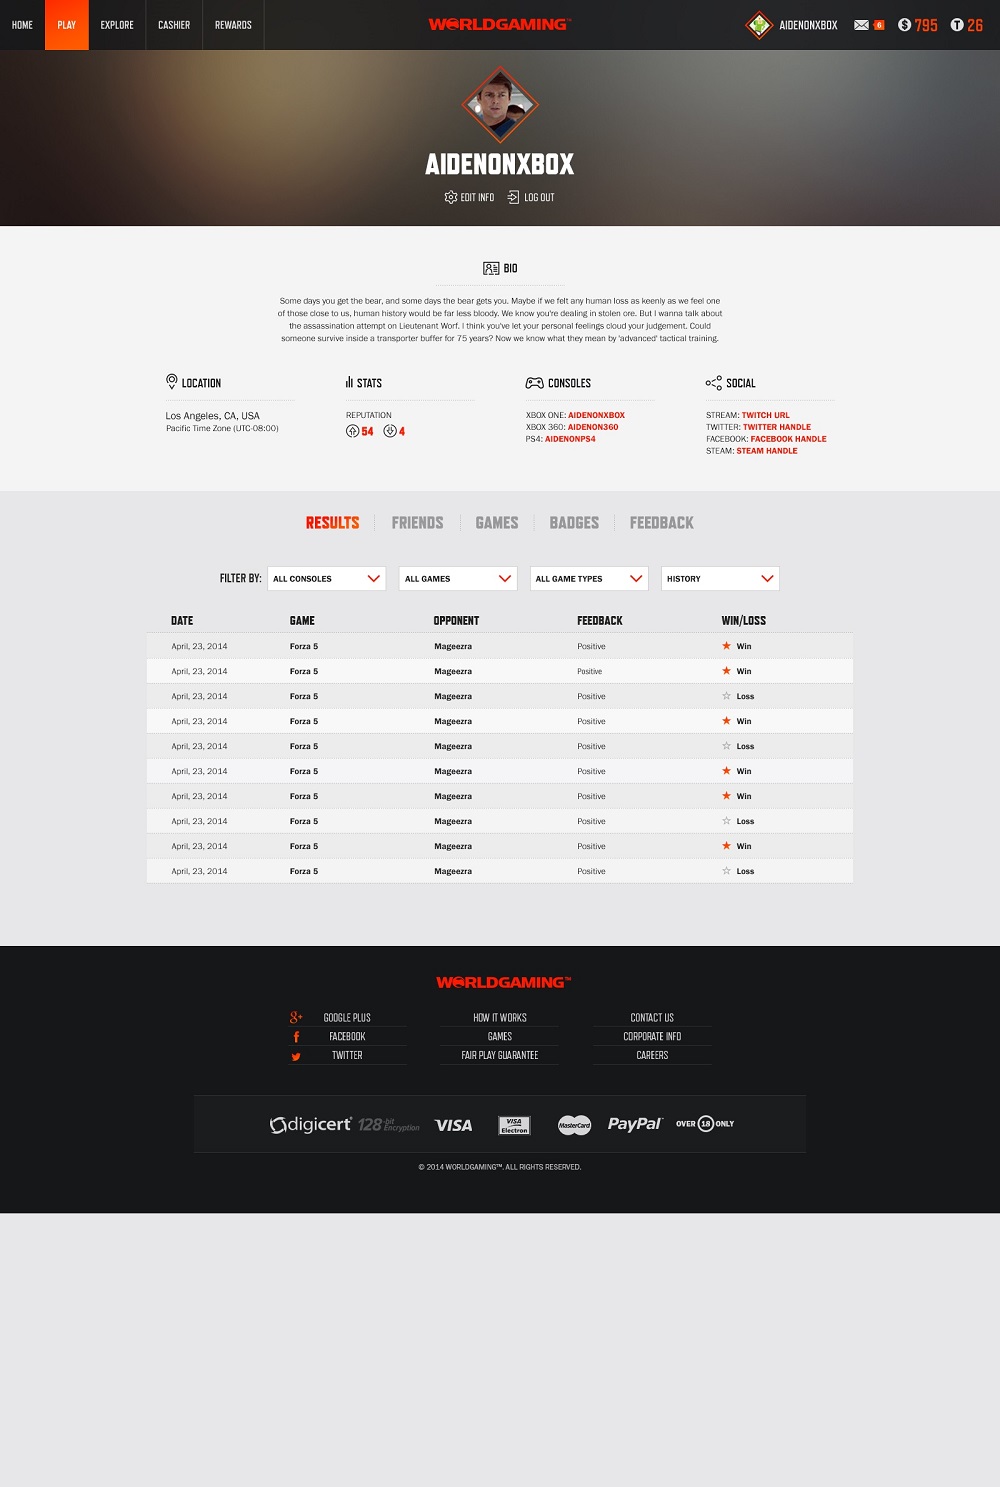 HOME PLAY EXPLORE CASHIER REWARDS WORLDGAMING™ AIDENONXBOX 6 $ 795 T 26
AIDENONXBOX
EDIT INFO LOG OUT
BIO
Some days you get the bear, and some days the bear gets you. Maybe if we felt any human loss as keenly as we feel one
of those close to us, human history would be far less bloody. We know you're dealing in stolen ore. But I wanna talk about
the assassination attempt on Lieutenant Worf. I think you've let your personal feelings cloud your judgement. Could
someone survive inside a transporter buffer for 75 years? Now we know what they mean by 'advanced' tactical training.
LOCATION
Los Angeles, CA, USA
Pacific Time Zone (UTC-08:00)
STATS
REPUTATION
54 4
CONSOLES
XBOX ONE: AIDENONXBOX
XBOX 360: AIDENON360
PS4: AIDENONPS4
SOCIAL
STREAM: TWITCH URL
TWITTER: TWITTER HANDLE
FACEBOOK: FACEBOOK HANDLE
STEAM: STEAM HANDLE
RESULTS FRIENDS GAMES BADGES FEEDBACK
FILTER BY: ALL CONSOLES ALL GAMES ALL GAME TYPES HISTORY
DATE GAME OPPONENT FEEDBACK WIN/LOSS
April, 23, 2014 Forza 5 Mageezra Positive Win
April, 23, 2014 Forza 5 Mageezra Positive Win
April, 23, 2014 Forza 5 Mageezra Positive Loss
April, 23, 2014 Forza 5 Mageezra Positive Win
April, 23, 2014 Forza 5 Mageezra Positive Loss
April, 23, 2014 Forza 5 Mageezra Positive Win
April, 23, 2014 Forza 5 Mageezra Positive Win
April, 23, 2014 Forza 5 Mageezra Positive Loss
April, 23, 2014 Forza 5 Mageezra Positive Win
April, 23, 2014 Forza 5 Mageezra Positive Loss
WORLDGAMING™
g+ GOOGLE PLUS HOW IT WORKS CONTACT US
f FACEBOOK GAMES CORPORATE INFO
TWITTER FAIR PLAY GUARANTEE CAREERS
digicert® 128-bit Encryption VISA VISA Electron MasterCard PayPal™ OVER 18 ONLY
© 2014 WORLDGAMING™. ALL RIGHTS RESERVED.